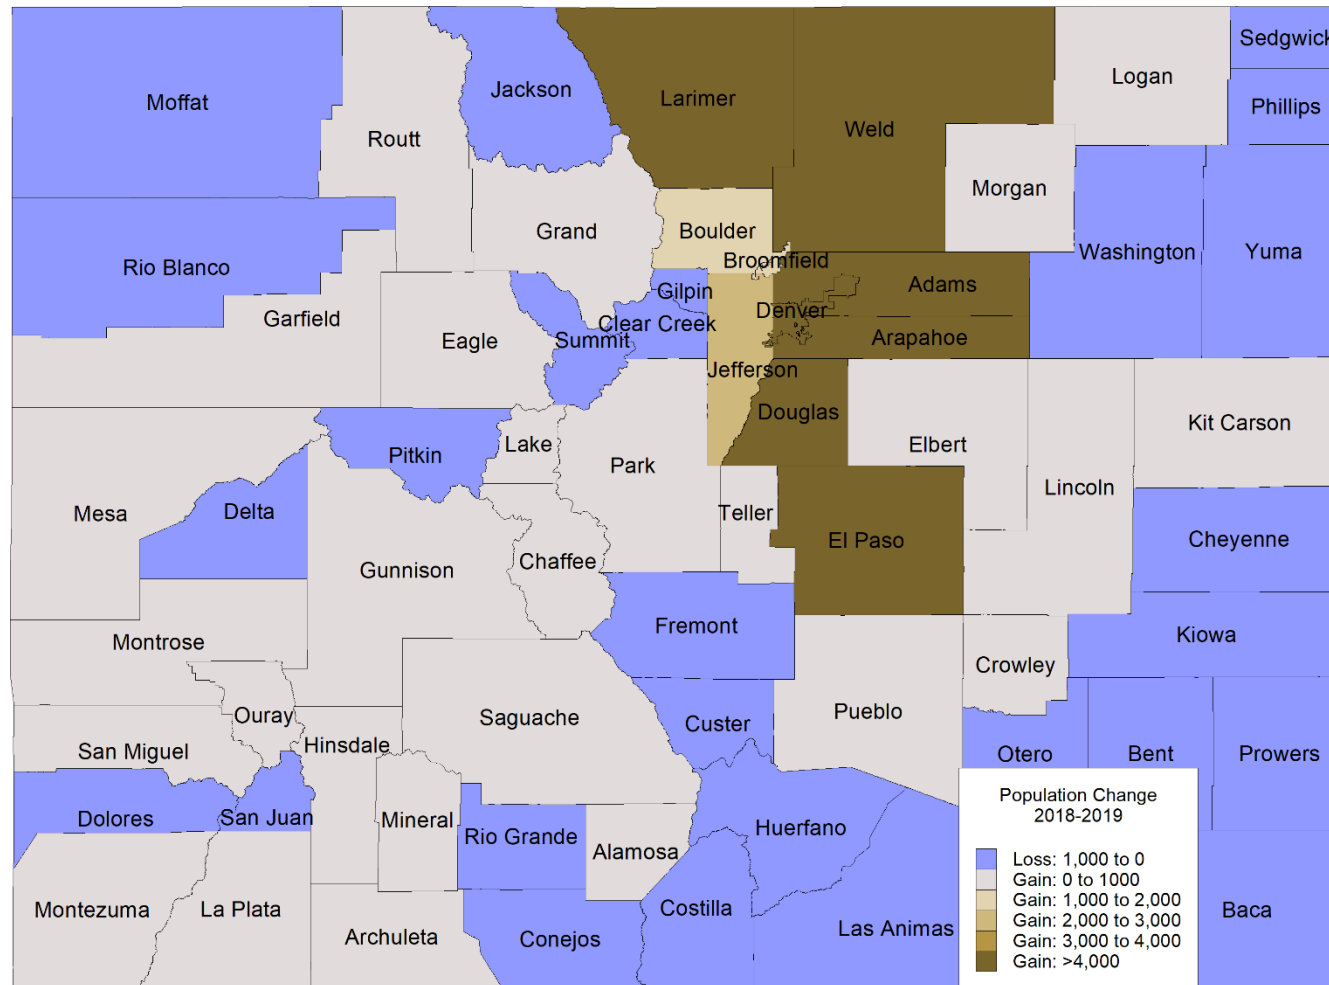 Sedgwick
Logan
Jackson
Moffat
Larimer
Phillips
Weld
Routt
Morgan
Grand
Boulder
Washington
Yuma
Broomfield
Rio Blanco
Adams
Gilpin
Denver
Garfield
Clear Creek
Arapahoe
Eagle
Summit
Jefferson
Douglas
Kit Carson
Lake
Elbert
Pitkin
Park
Lincoln
Mesa
Delta
Teller
El Paso
Cheyenne
Chaffee
Gunnison
Fremont
Kiowa
Montrose
Crowley
Ouray
Saguache
Pueblo
Custer
Hinsdale
San Miguel
Otero
Bent
Prowers
Dolores
San Juan
Mineral
Rio Grande
Huerfano
Alamosa
Montezuma
La Plata
Costilla
Baca
Archuleta
Conejos
Las Animas
Population Change
2018-2019
Loss: 1,000 to 0
Gain: 0 to 1000
Gain: 1,000 to 2,000
Gain: 2,000 to 3,000
Gain: 3,000 to 4,000
Gain: >4,000